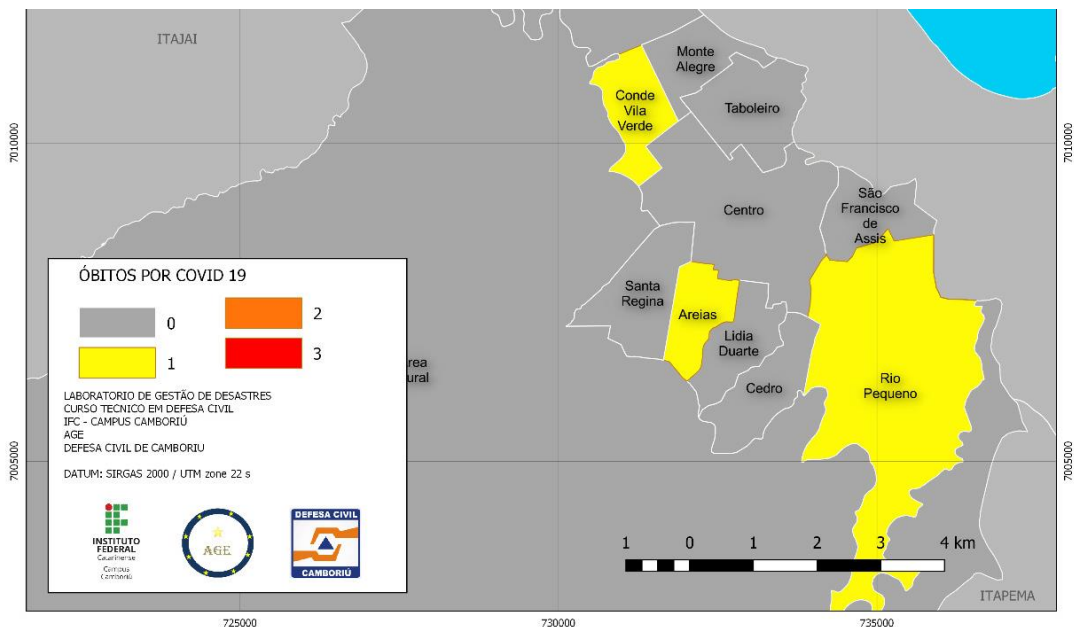 ITAJAI
Monte
Alegre
Conde
Vila
Verde
Taboleiro
7010000
7010000
Centro
São
Francisco
de
Assis
Santa
Regina
Areias
Lidia
Duarte
Cedro
Rio
Pequeno
rea
ural
ÓBITOS POR COVID 19
0
2
1
3
LABORATORIO DE GESTÃO DE DESASTRES
CURSO TECNICO EM DEFESA CIVIL
IFC - CAMPUS CAMBORIÚ
AGE
DEFESA CIVIL DE CAMBORIU
DATUM: SIRGAS 2000 / UTM zone 22 s
INSTITUTO
FEDERAL
Catarinense
Campus
Camboriú
AGE
DEFESA CIVIL
CAMBORIÚ
7005000
7005000
1 0 1 2 3 4 km
ITAPEMA
725000
730000
735000